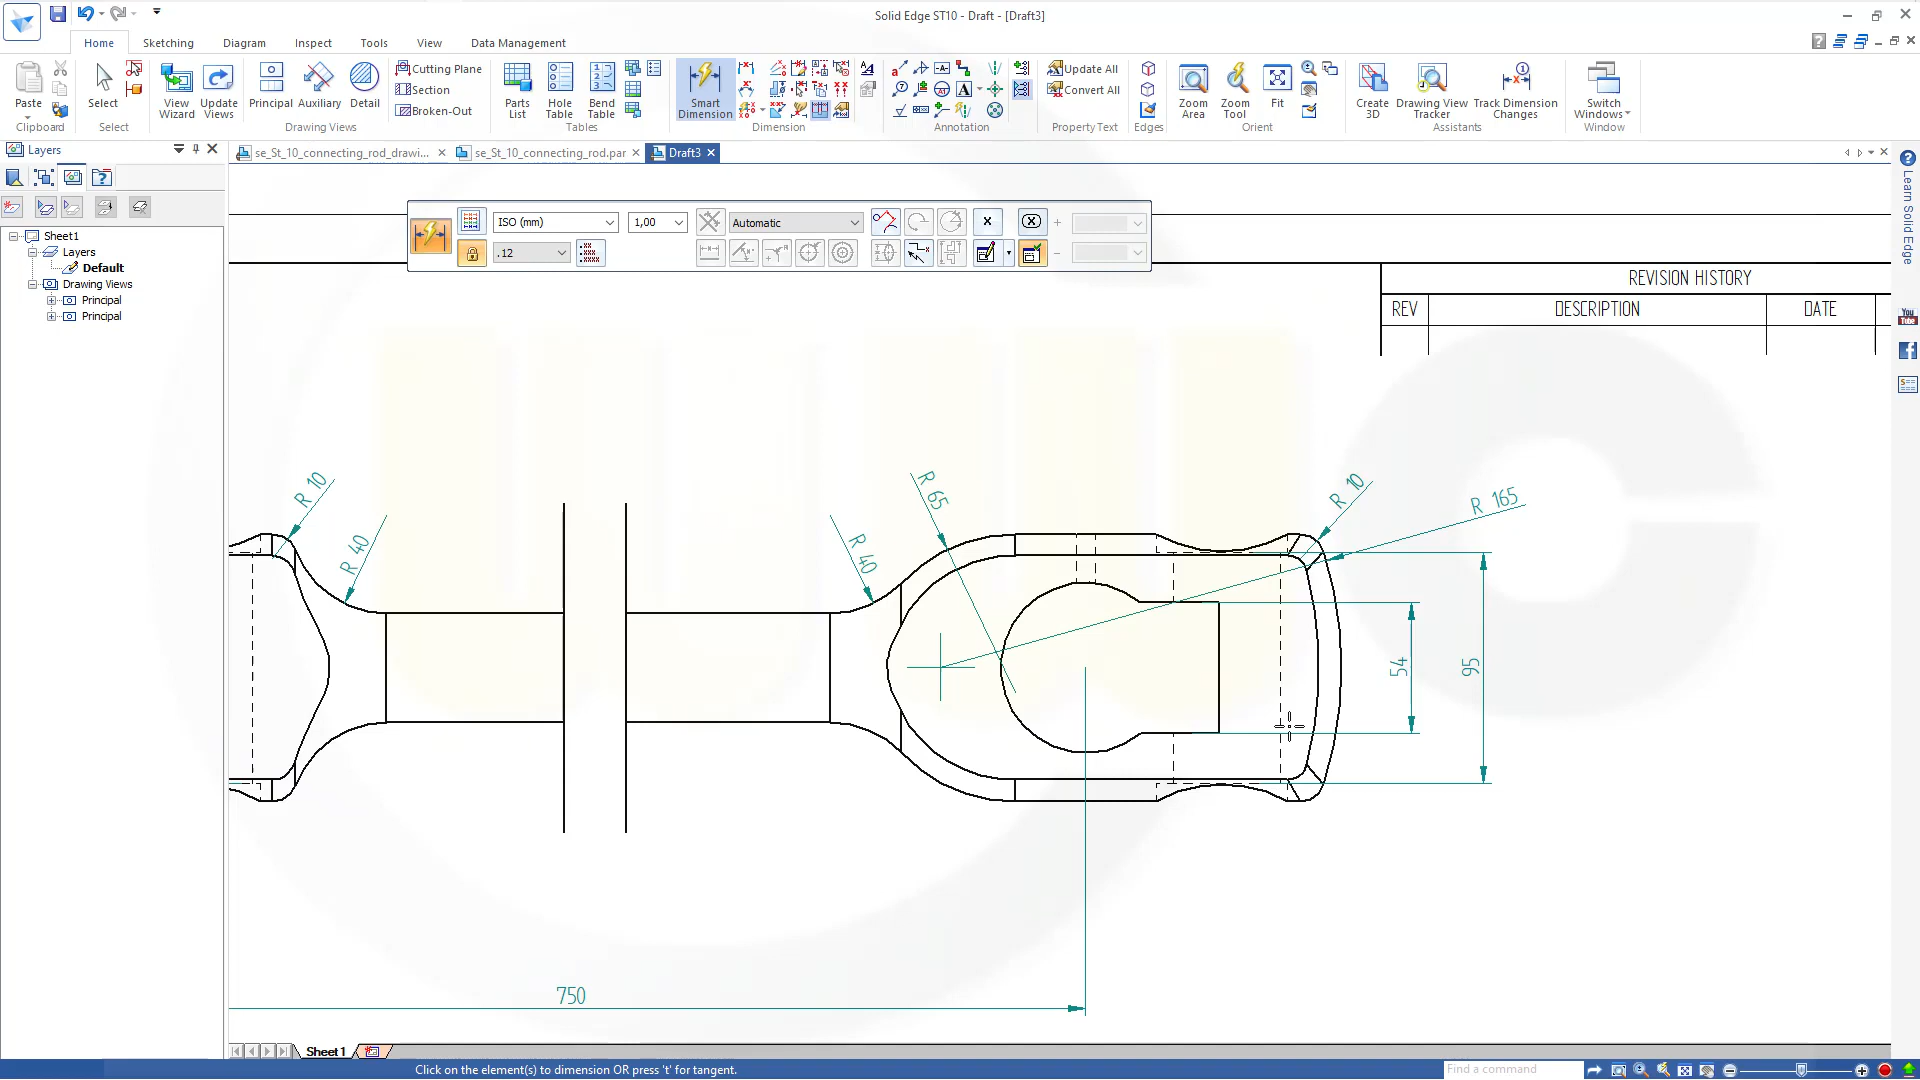 Solid Edge ST10 - Draft - [Draft3]
Home Sketching Diagram Inspect Tools View Data Management
Paste
Clipboard
Select
Select
View Wizard
Update Views
Principal
Auxiliary
Detail
Cutting Plane
Section
Broken-Out
Drawing Views
Parts List
Hole Table
Bend Table
Tables
Smart Dimension
Dimension
Annotation
Update All
Convert All
Property Text
Edges
Zoom Area
Zoom Tool
Fit
Orient
Create 3D
Drawing View Tracker
Track Dimension Changes
Assistants
Switch Windows
Window
Layers
se_St_10_connecting_rod_drawi...
se_St_10_connecting_rod.par
Draft3
Sheet1
Layers
Default
Drawing Views
Principal
Principal
ISO (mm)
1,00
Automatic
.12
REVISION HISTORY
REV DESCRIPTION DATE
R 10
R 40
R 40
R 65
R 10
R 165
54
95
750
Learn Solid Edge
You Tube
Sheet1
Click on the element(s) to dimension OR press 't' for tangent.
Find a command